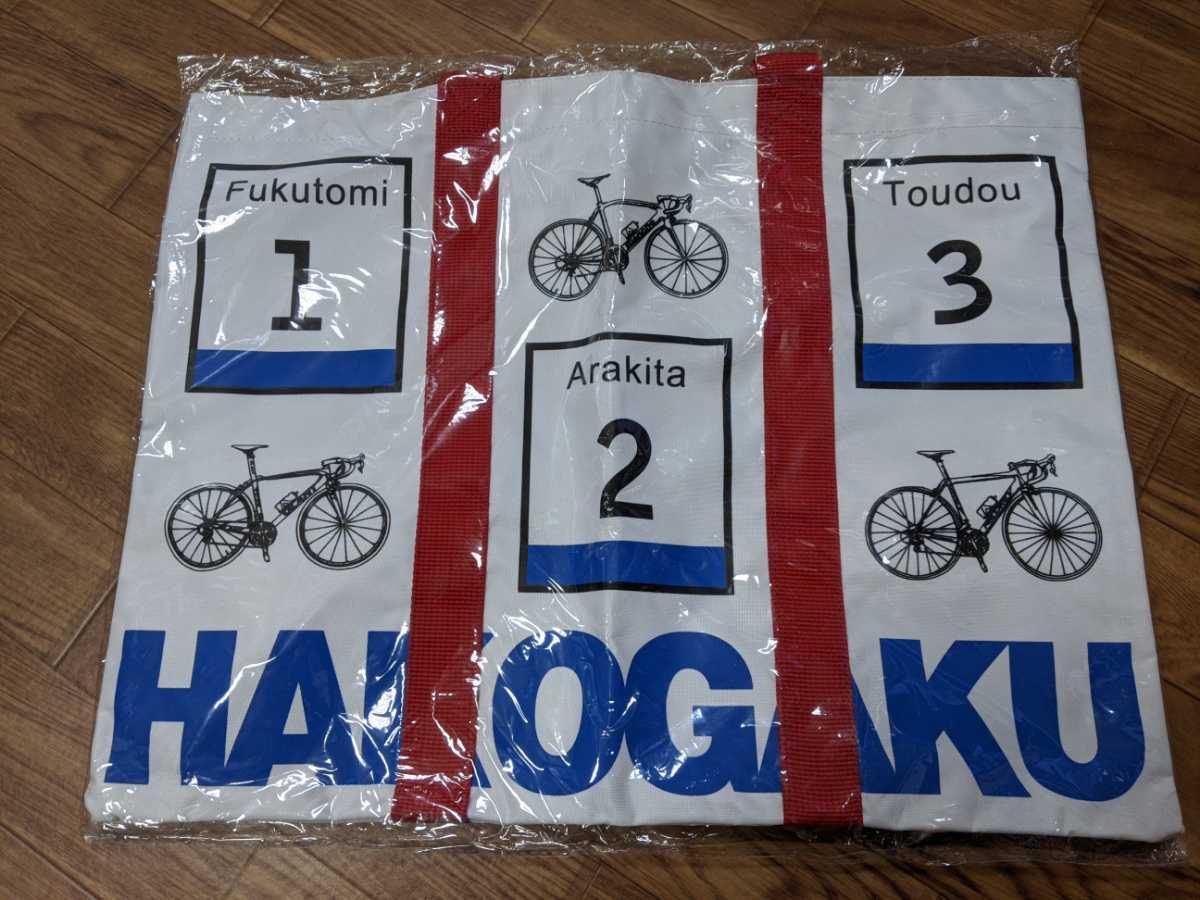 Fukutomi
1
Arakita
2
Toudou
3
HAKOGAKU